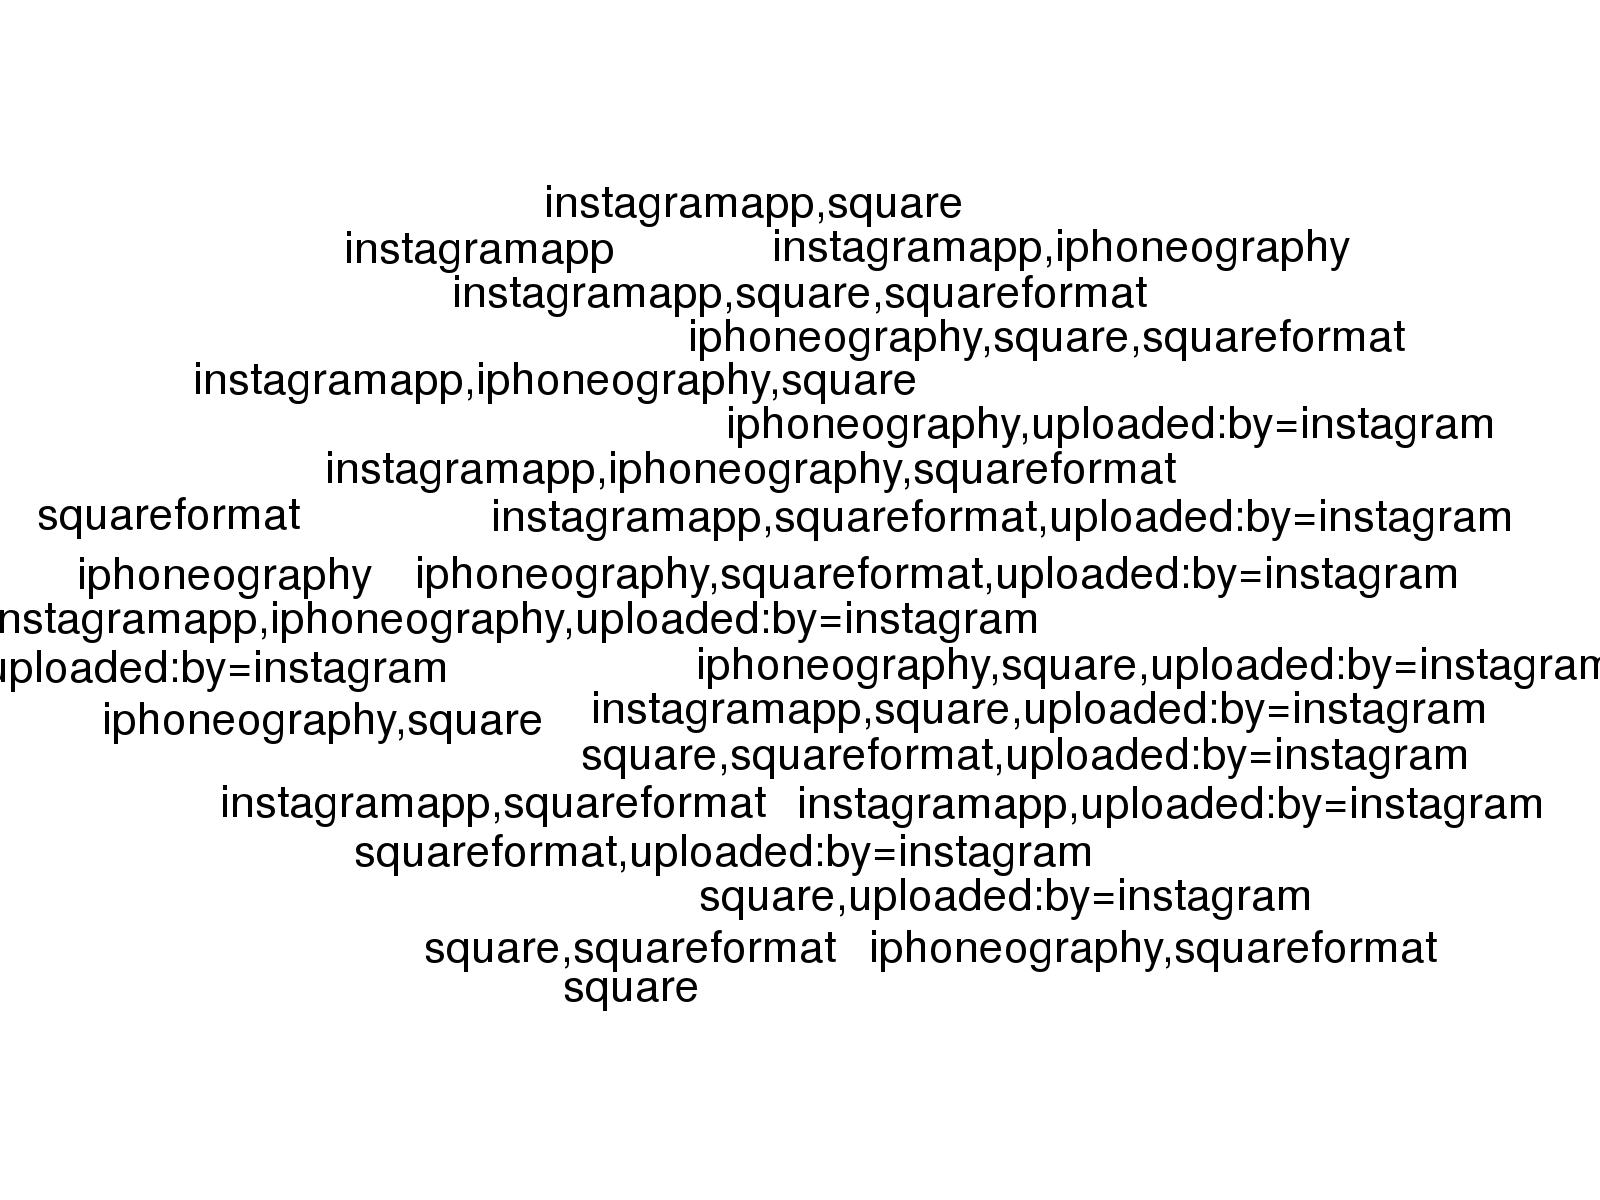 instagramapp,square
instagramapp instagramapp,iphoneography
instagramapp,square,squareformat
iphoneography,square,squareformat
instagramapp,iphoneography,square
iphoneography,uploaded:by=instagram
instagramapp,iphoneography,squareformat
squareformat instagramapp,squareformat,uploaded:by=instagram
iphoneography iphoneography,squareformat,uploaded:by=instagram
nstagramapp,iphoneography,uploaded:by=instagram
uploaded:by=instagram iphoneography,square,uploaded:by=instagram
iphoneography,square instagramapp,square,uploaded:by=instagram
square,squareformat,uploaded:by=instagram
instagramapp,squareformat instagramapp,uploaded:by=instagram
squareformat,uploaded:by=instagram
square,uploaded:by=instagram
square,squareformat iphoneography,squareformat
square